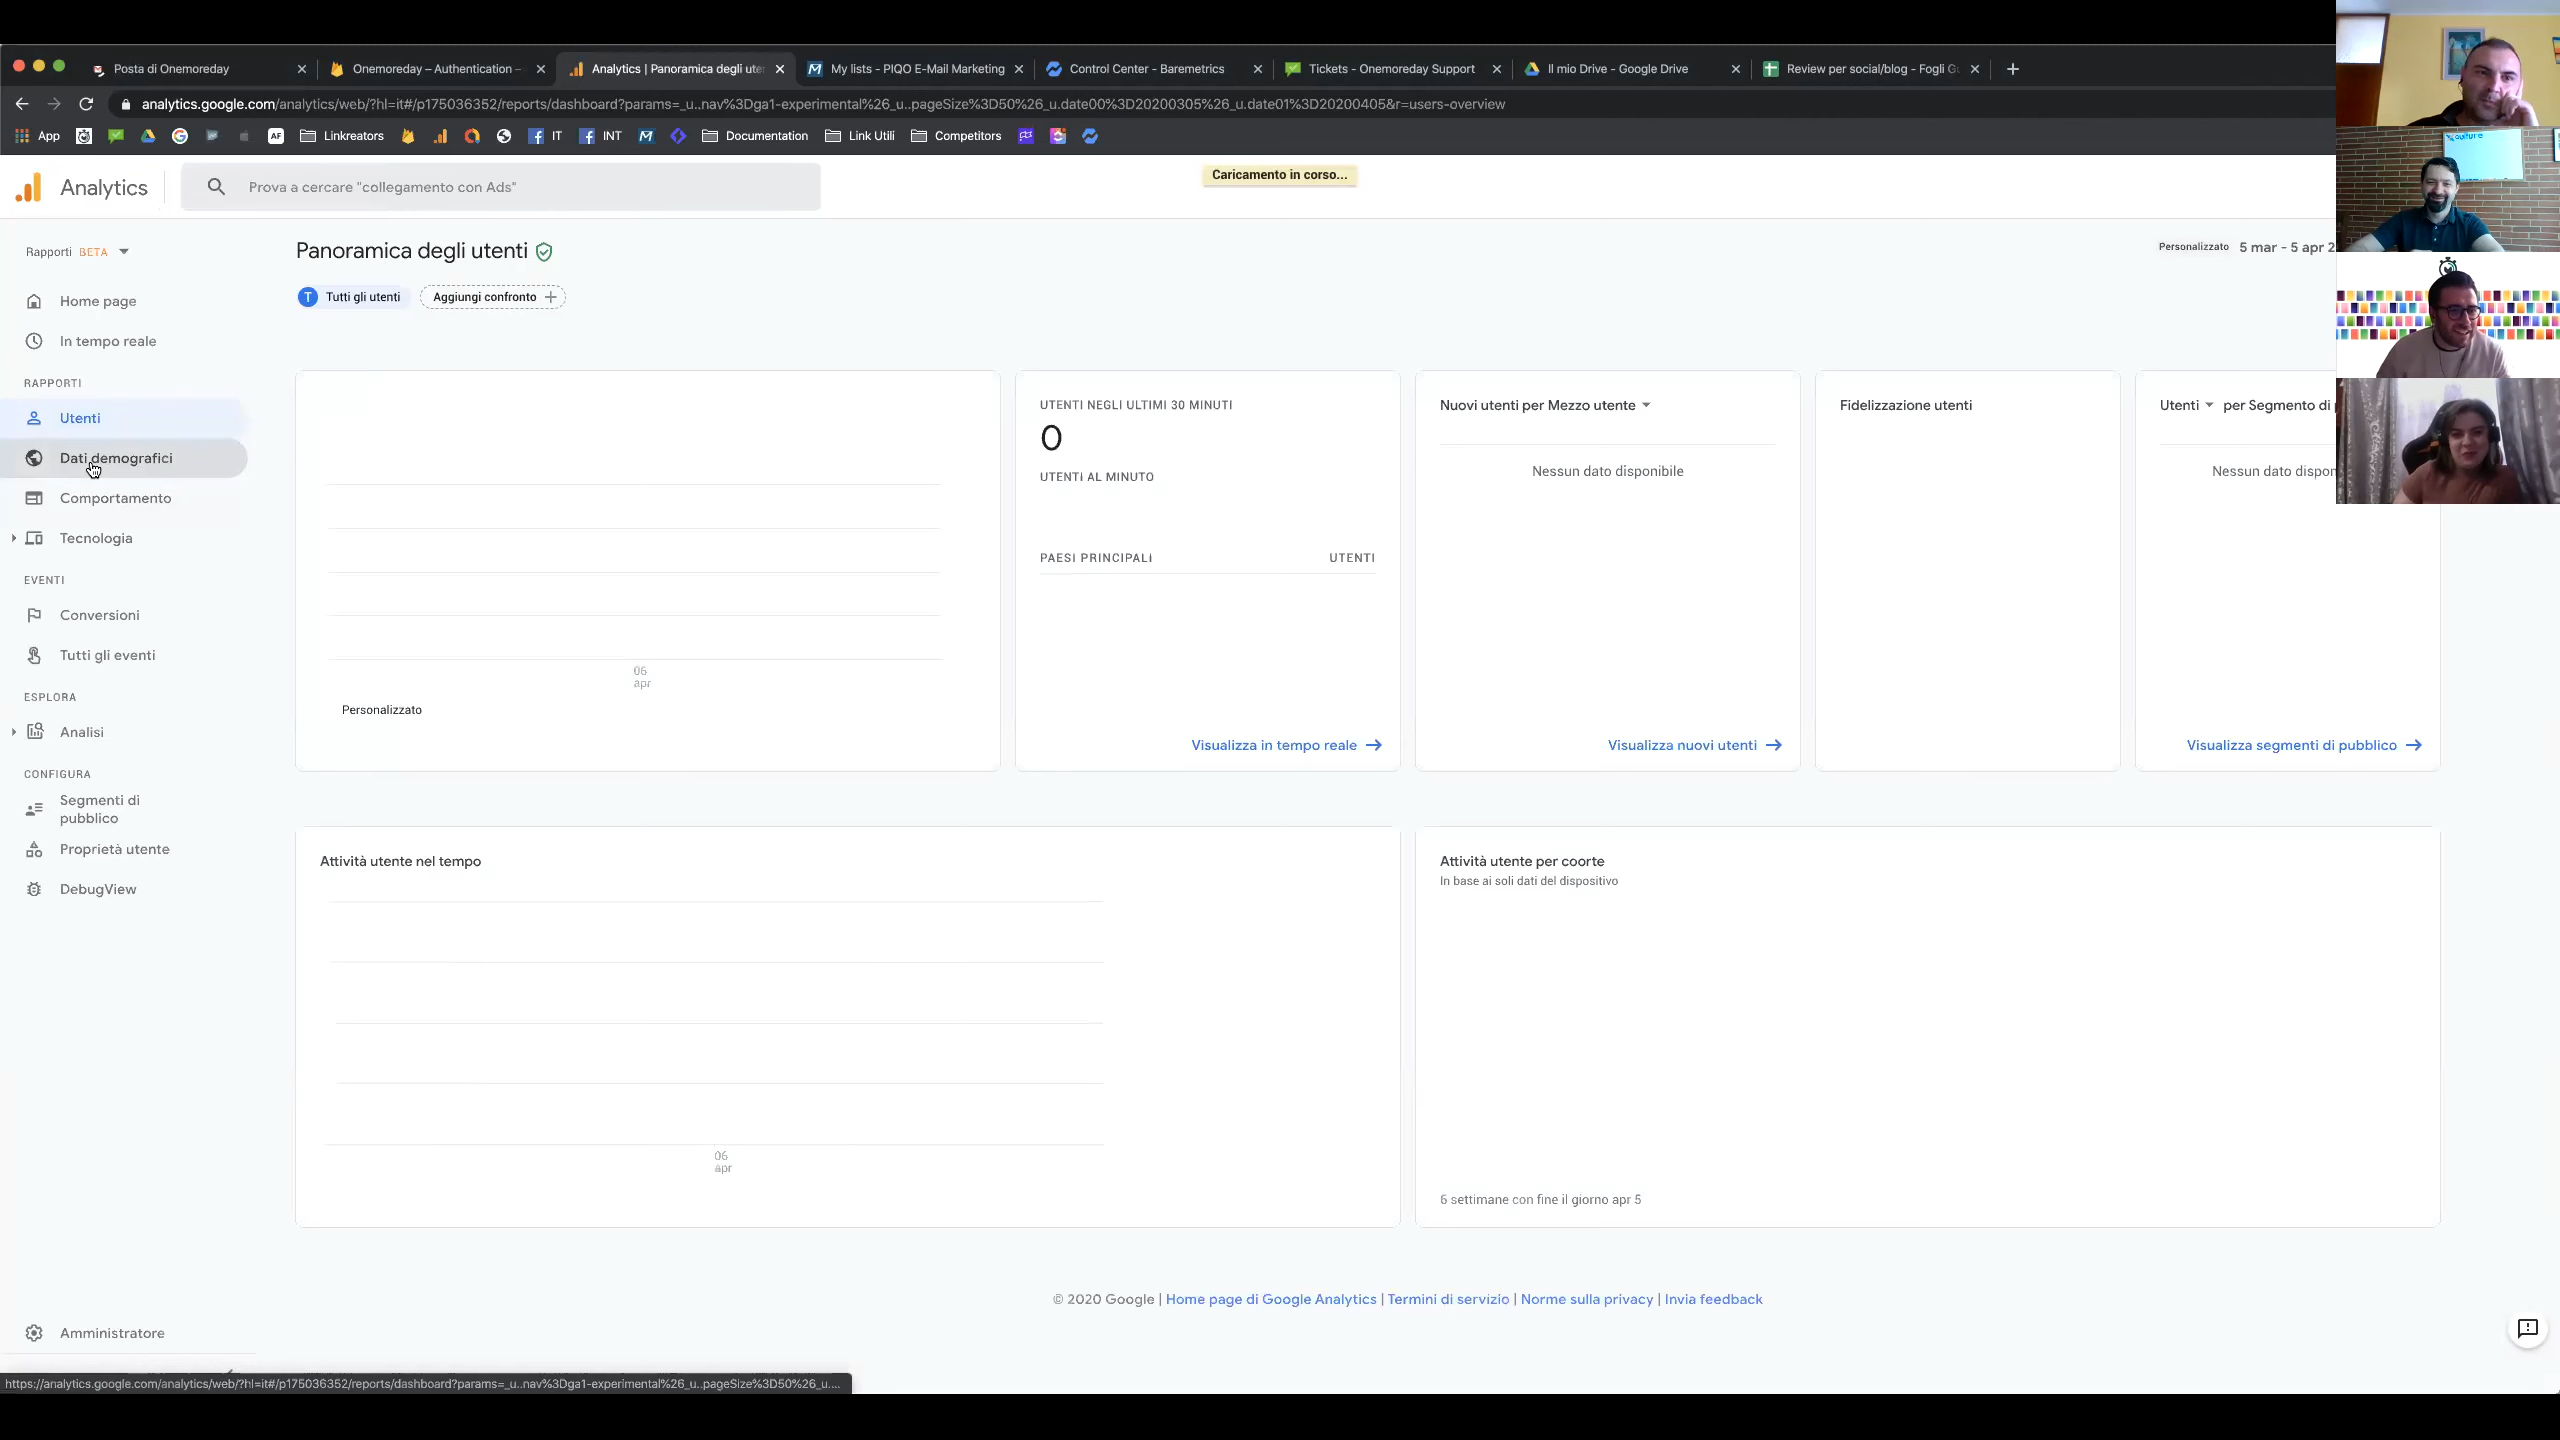 Posta di Onemoreday
Onemoreday – Authentication –
Analytics | Panoramica degli ute
My lists - PIQO E-Mail Marketing
Control Center - Baremetrics
Tickets - Onemoreday Support
Il mio Drive - Google Drive
Review per social/blog - Fogli G
analytics.google.com/analytics/web/?hl=it#/p175036352/reports/dashboard?params=_u..nav%3Dga1-experimental%26_u..pageSize%3D50%26_u.date00%3D20200305%26_u.date01%3D20200405&r=users-overview
App
AF
Linkreators
IT
INT
Documentation
Link Utili
Competitors
Analytics
Prova a cercare "collegamento con Ads"
Caricamento in corso...
Rapporti BETA
Home page
In tempo reale
RAPPORTI
Utenti
Dati demografici
Comportamento
Tecnologia
EVENTI
Conversioni
Tutti gli eventi
ESPLORA
Analisi
CONFIGURA
Segmenti di
pubblico
Proprietà utente
DebugView
Amministratore
Panoramica degli utenti
Personalizzato 5 mar - 5 apr 2
T Tutti gli utenti
Aggiungi confronto
06
apr
Personalizzato
UTENTI NEGLI ULTIMI 30 MINUTI
0
UTENTI AL MINUTO
PAESI PRINCIPALI UTENTI
Visualizza in tempo reale
Nuovi utenti per Mezzo utente
Nessun dato disponibile
Visualizza nuovi utenti
Fidelizzazione utenti
Utenti per Segmento di
Nessun dato dispon
Visualizza segmenti di pubblico
Attività utente nel tempo
06
apr
Attività utente per coorte
In base ai soli dati del dispositivo
6 settimane con fine il giorno apr 5
© 2020 Google | Home page di Google Analytics | Termini di servizio | Norme sulla privacy | Invia feedback
https://analytics.google.com/analytics/web/?hl=it#/p175036352/reports/dashboard?params=_u..nav%3Dga1-experimental%26_u..pageSize%3D50%26_u....